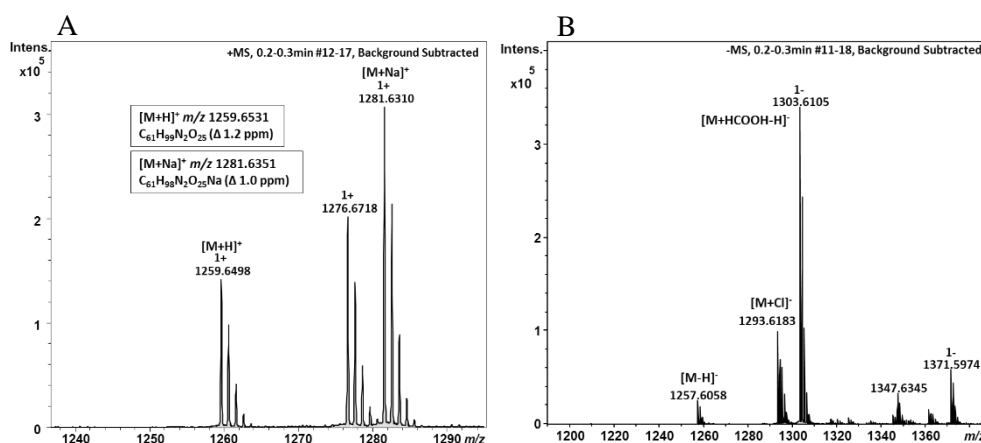 A
Intens.
x10⁵
+MS, 0.2-0.3min #12-17, Background Subtracted
[M+Na]⁺
1+
1281.6310
3
[M+H]⁺ m/z 1259.6531
C₆₁H₉₉N₂O₂₅ (Δ 1.2 ppm)
[M+Na]⁺ m/z 1281.6351
C₆₁H₉₈N₂O₂₅Na (Δ 1.0 ppm)
1+
1276.6718
2
[M+H]⁺
1+
1259.6498
1
0
1240 1250 1260 1270 1280 1290 m/z
B
Intens.
x10⁵
-MS, 0.2-0.3min #11-18, Background Subtracted
1-
1303.6105
[M+HCOOH-H]⁻
3
2
[M+Cl]⁻
1293.6183
1
[M-H]⁻
1257.6058
1347.6345
1-
1371.5974
0
1200 1220 1240 1260 1280 1300 1320 1340 1360 m/z